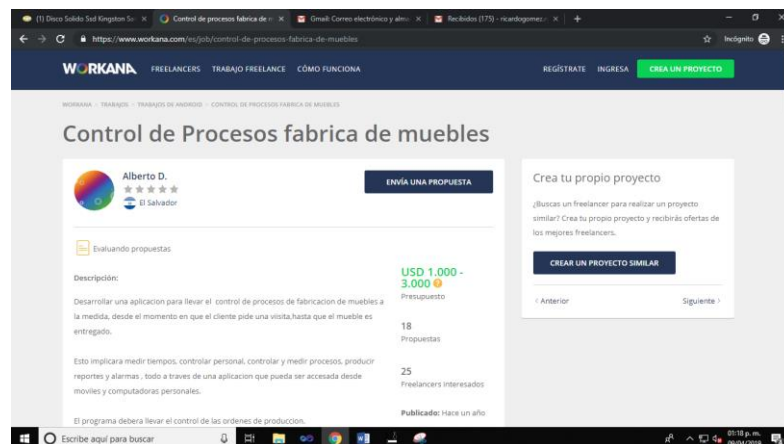 (1) Disco Solido Ssd Kingston
Control de procesos fabrica de m
Gmail: Correo electrónico y alma
Recibidos (175) - ricardogomez
https://www.workana.com/es/job/control-de-procesos-fabrica-de-muebles
Incógnito
WORKANA FREELANCERS TRABAJO FREELANCE CÓMO FUNCIONA REGÍSTRATE INGRESA CREA UN PROYECTO
WORKANA > TRABAJOS > TRABAJOS DE ANDROID > CONTROL DE PROCESOS FABRICA DE MUEBLES
Control de Procesos fabrica de muebles
Alberto D.
El Salvador
ENVÍA UNA PROPUESTA
Evaluando propuestas
Descripción:
Desarrollar una aplicacion para llevar el control de procesos de fabricacion de muebles a
la medida, desde el momento en que el cliente pide una visita,hasta que el mueble es
entregado.
Esto implicara medir tiempos, controlar personal, controlar y medir procesos, producir
reportes y alarmas , todo a traves de una aplicacion que pueda ser accesada desde
moviles y computadoras personales.
El programa debera llevar el control de las ordenes de produccion.
USD 1.000 -
3.000
Presupuesto
18
Propuestas
25
Freelancers interesados
Publicado: Hace un año
Crea tu propio proyecto
¿Buscas un freelancer para realizar un proyecto
similar? Crea tu propio proyecto y recibirás ofertas de
los mejores freelancers.
CREAR UN PROYECTO SIMILAR
< Anterior Siguiente >
Escribe aquí para buscar
01:18 p. m.
09/04/2019